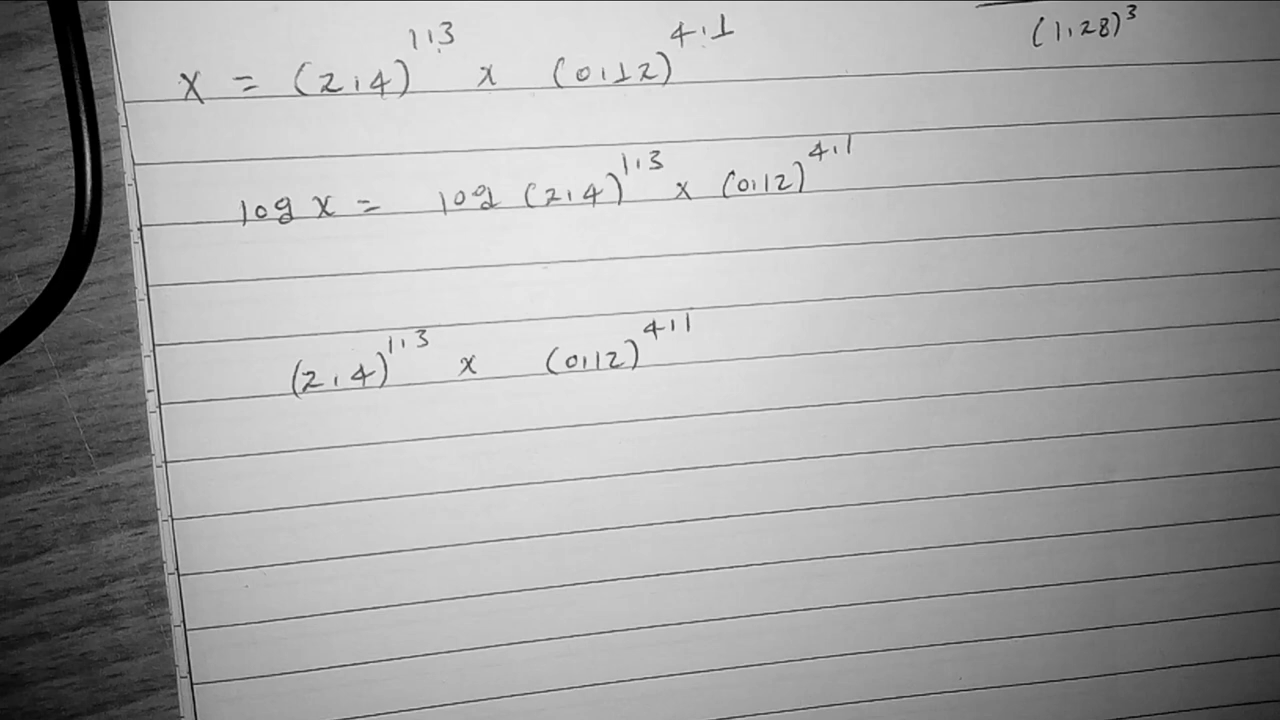 (1.28)³
x = (2.4)^1.3 x (0.12)^4.1
log x = log (2.4)^1.3 x (0.12)^4.1
(2.4)^1.3 x (0.12)^4.1